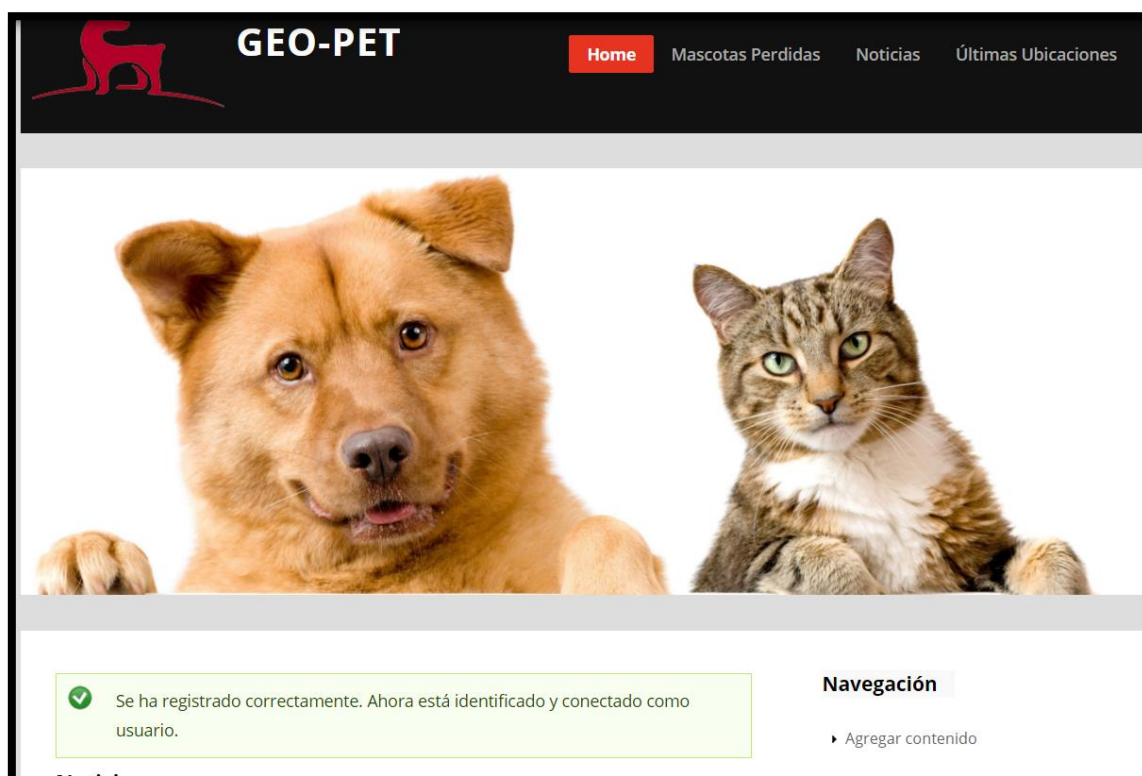 GEO-PET
Home Mascotas Perdidas Noticias Últimas Ubicaciones
Se ha registrado correctamente. Ahora está identificado y conectado como
usuario.
Navegación
Agregar contenido